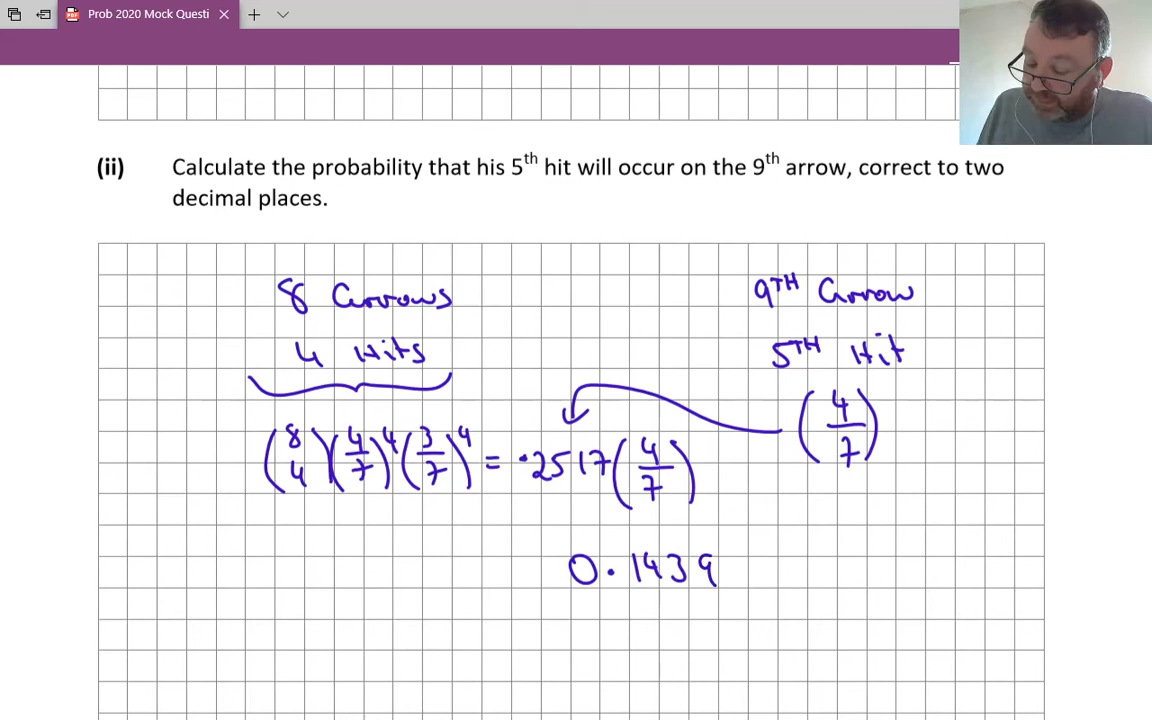 Prob 2020 Mock Questi
(ii) Calculate the probability that his 5th hit will occur on the 9th arrow, correct to two
decimal places.
8 arrows
4 Hits
9TH arrow
5TH Hit
(4/7)
(8 4)(4/7)^4(3/7)^4 = .2517(4/7)
0.1439